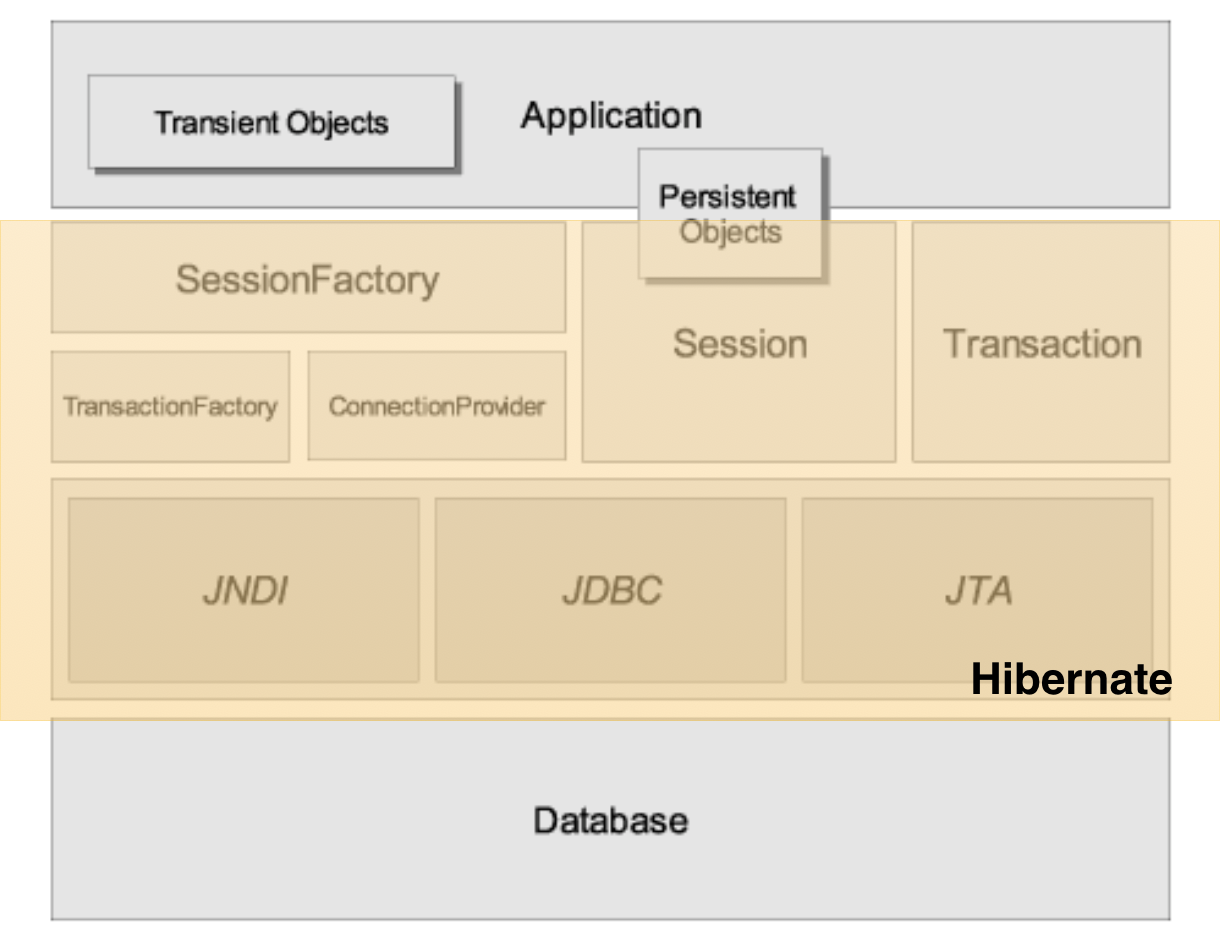 Transient Objects
Application
Persistent
Objects
SessionFactory
Session
Transaction
TransactionFactory
ConnectionProvider
JNDI
JDBC
JTA
Hibernate
Database